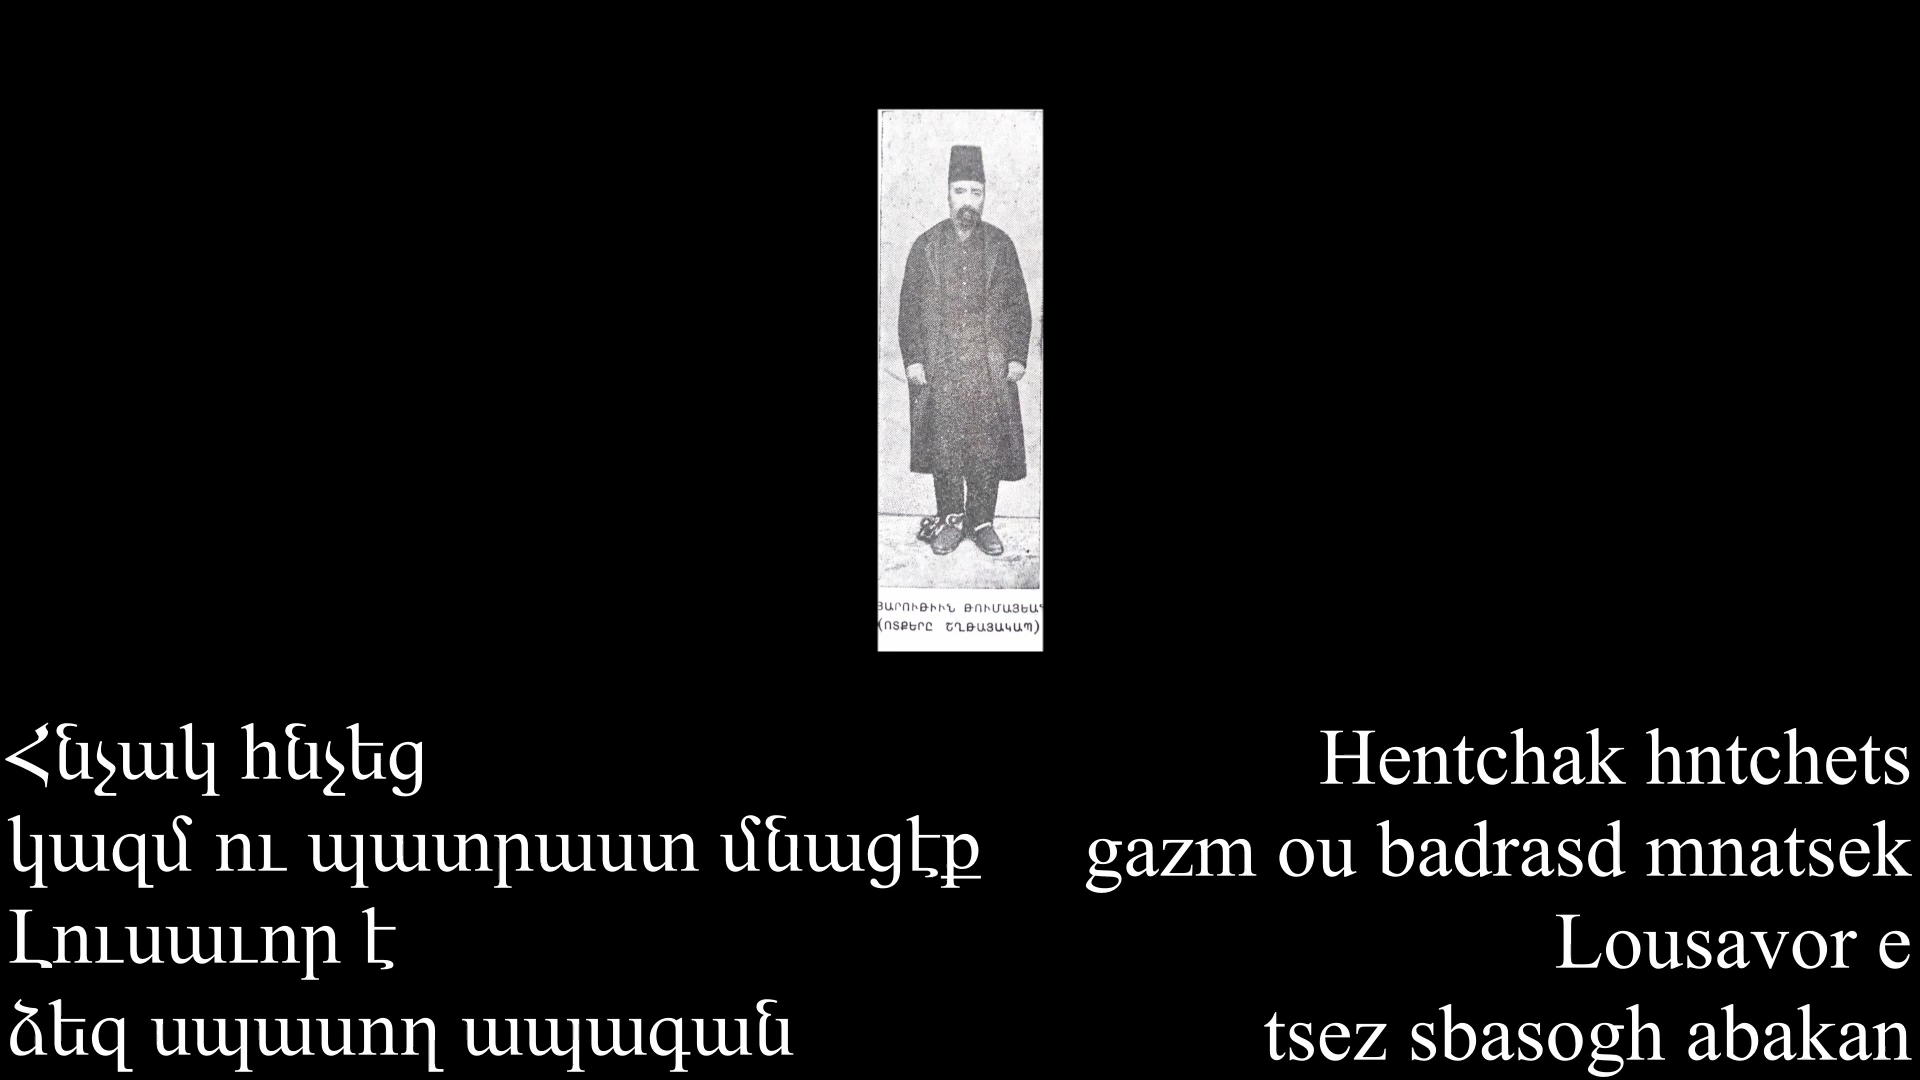 ՅԱՐՈՒԹԻՒՆ ԹՈՒՄԱՅԵԱՆ
(ՈՏՔԵՐԸ ՇՂԹԱՅԱԿԱՊ)
Հնչակ հնչեց
կազմ ու պատրաստ մնացէք
Լուսաւոր է
ձեզ սպասող ապագան
Hentchak hntchets
gazm ou badrasd mnatsek
Lousavor e
tsez sbasogh abakan